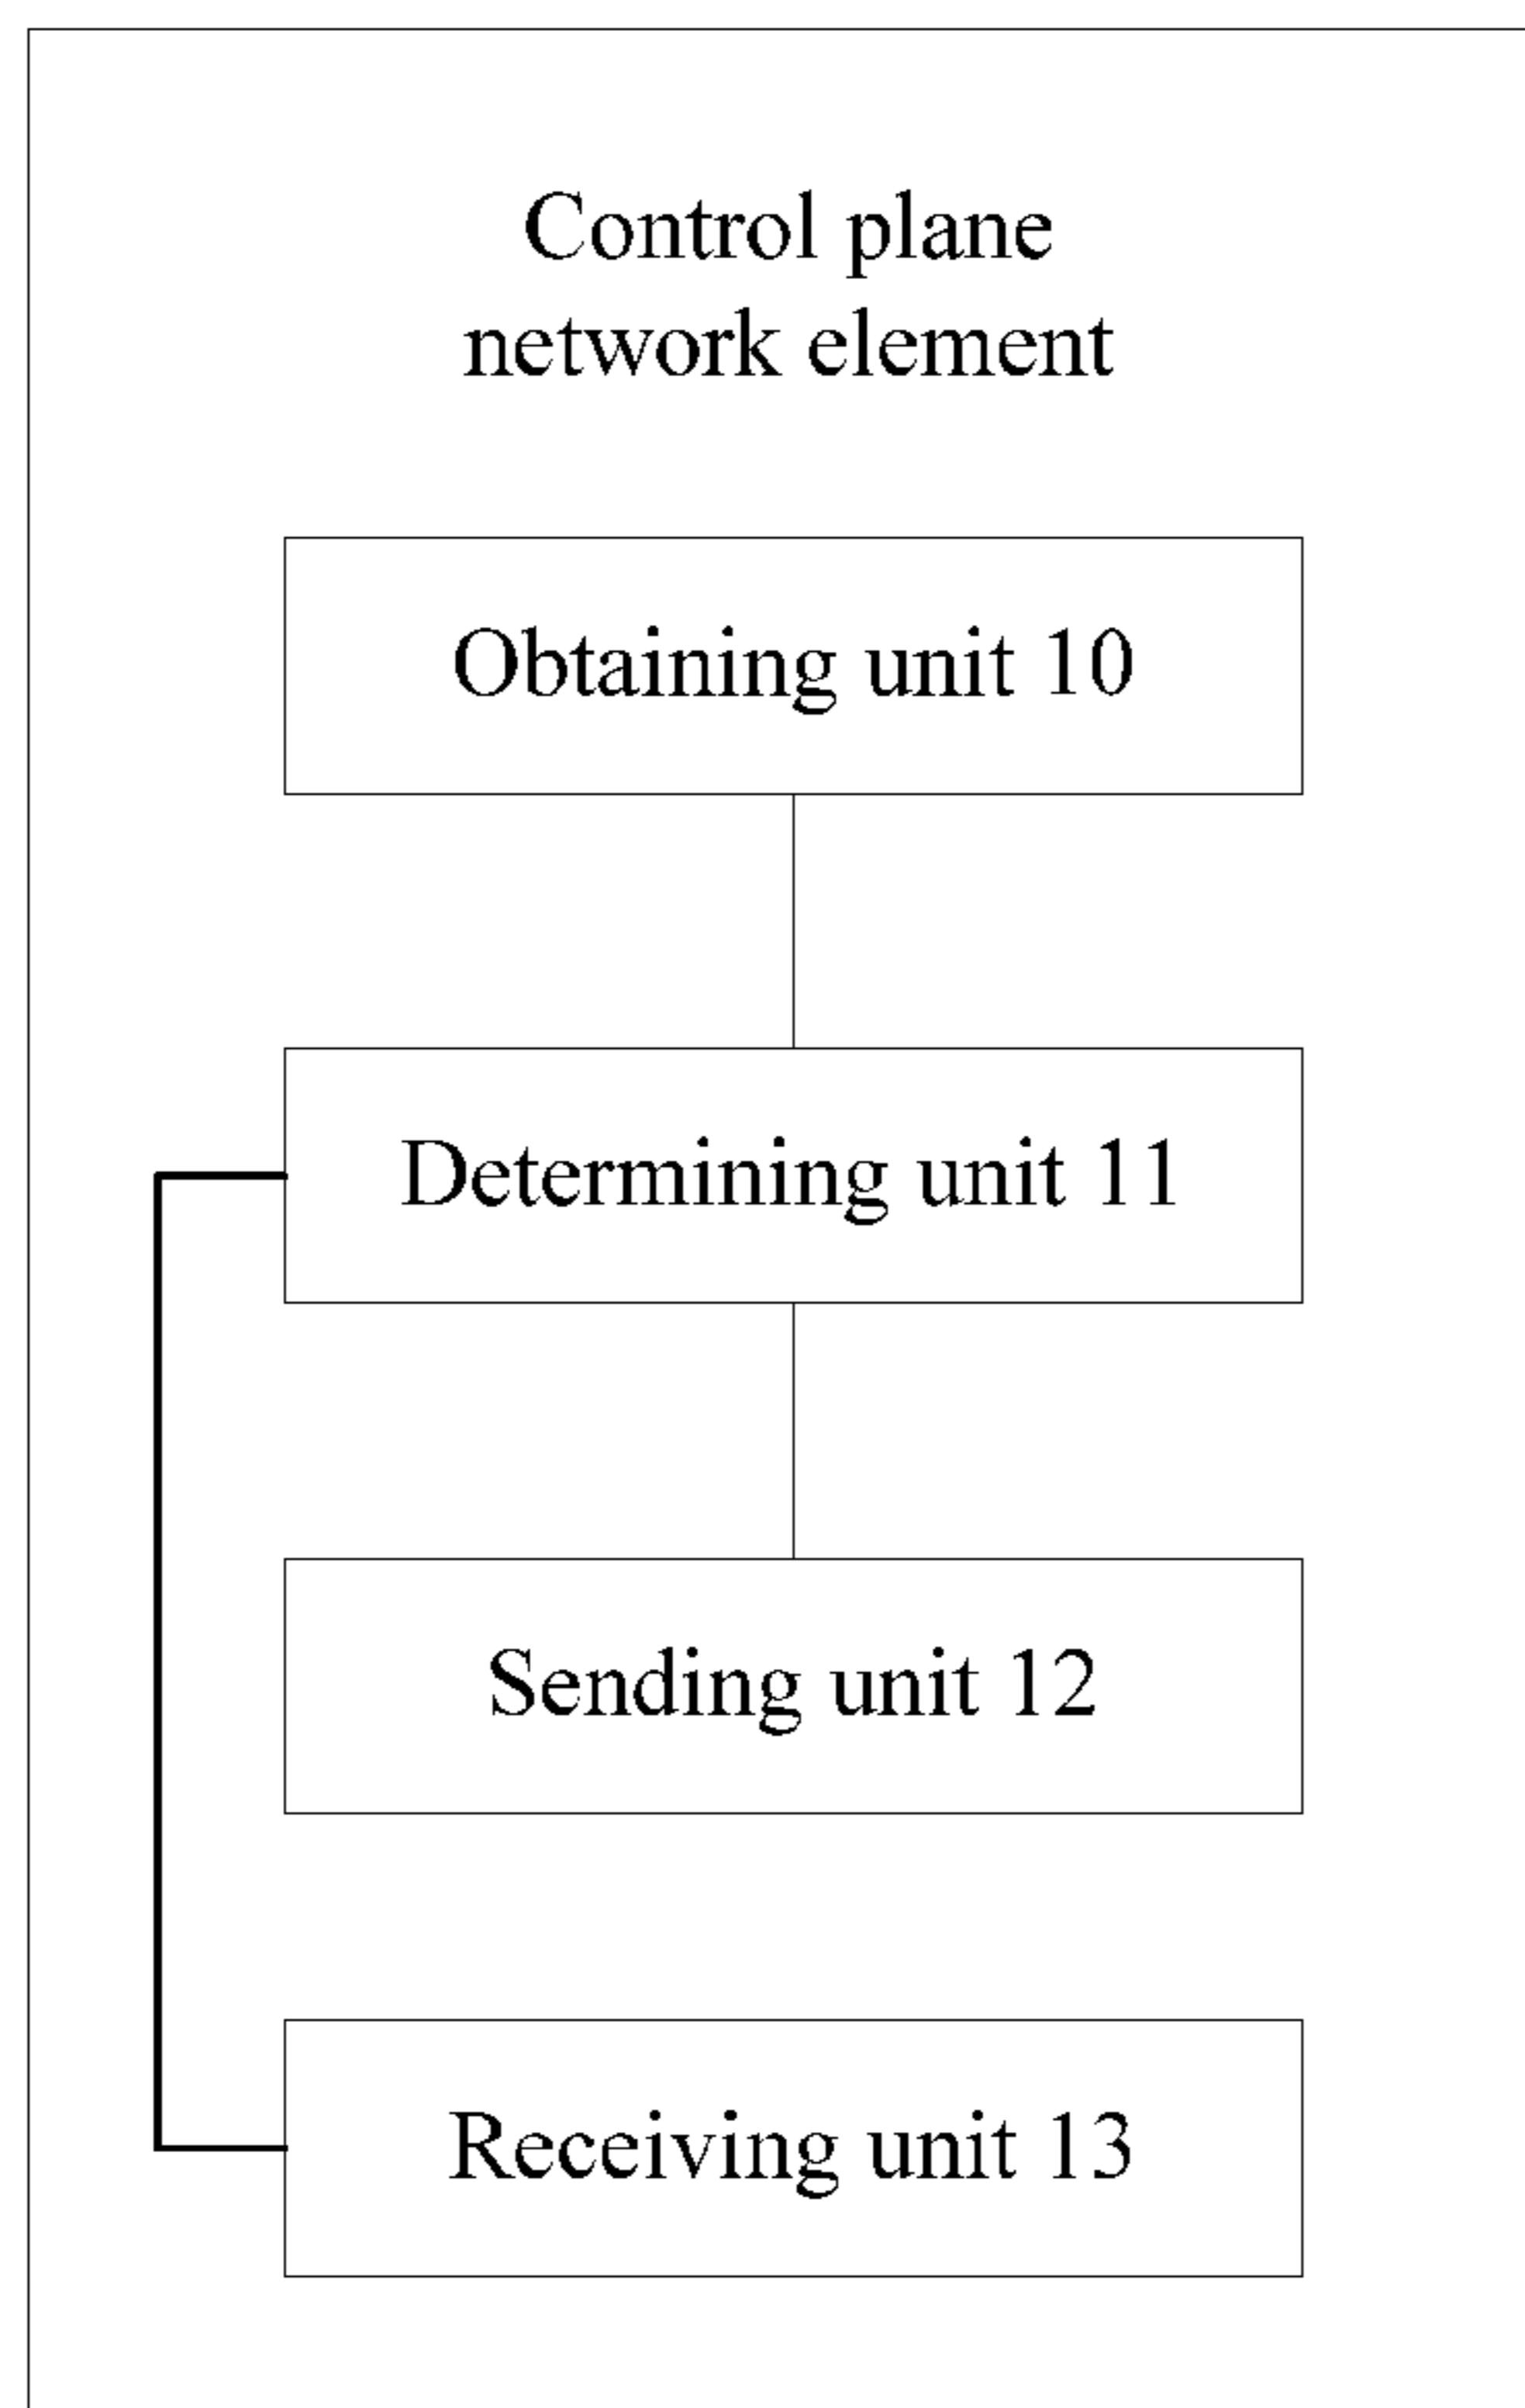 Control plane
network element
Obtaining unit 10
Determining unit 11
Sending unit 12
Receiving unit 13